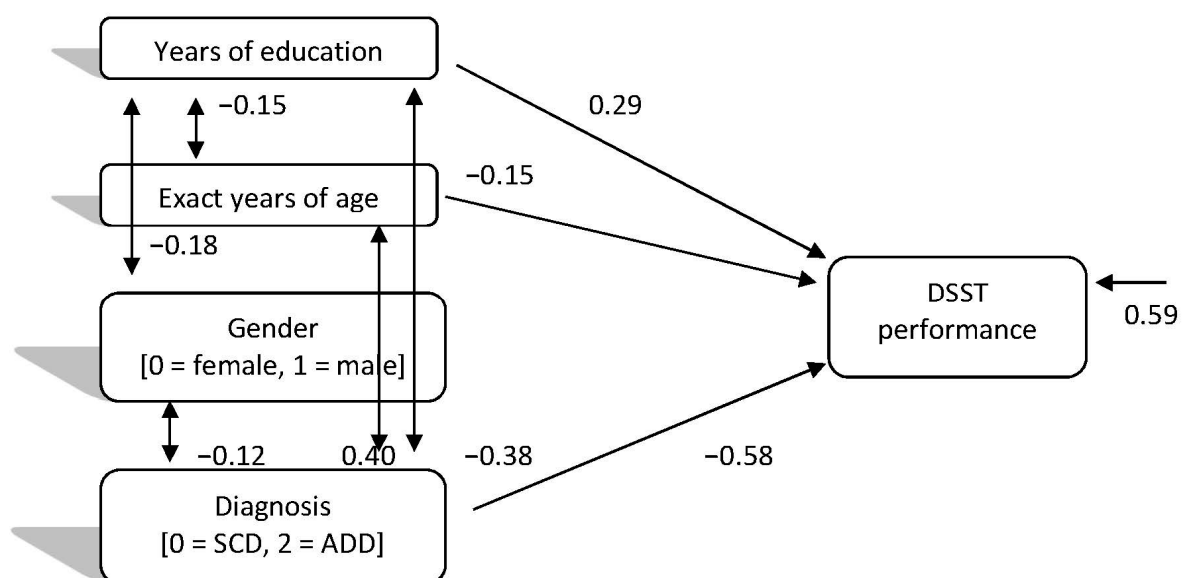 Years of education
−0.15
0.29
Exact years of age
−0.15
−0.18
Gender
[0 = female, 1 = male]
DSST
performance
0.59
−0.12
0.40
−0.38
−0.58
Diagnosis
[0 = SCD, 2 = ADD]